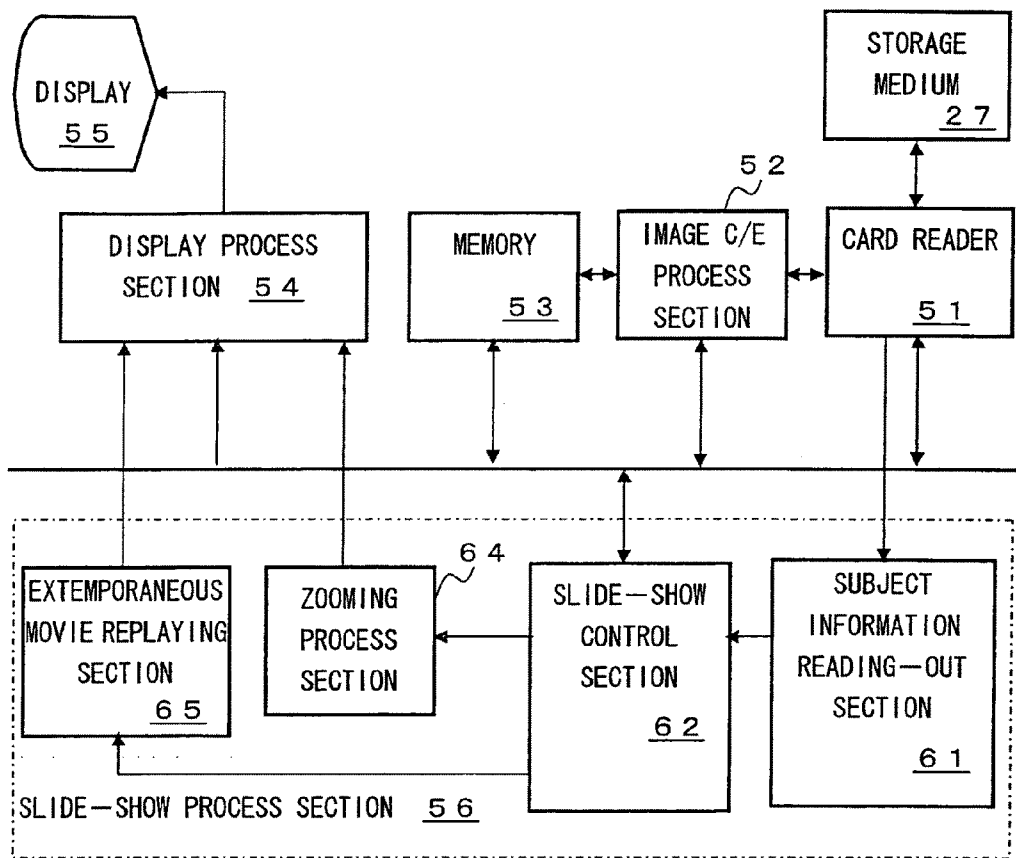 DISPLAY
55
STORAGE
MEDIUM
27
DISPLAY PROCESS
SECTION 54
MEMORY
53
52
IMAGE C/E
PROCESS
SECTION
CARD READER
51
EXTEMPORANEOUS
MOVIE REPLAYING
SECTION
65
64
ZOOMING
PROCESS
SECTION
SLIDE-SHOW
CONTROL
SECTION
62
SUBJECT
INFORMATION
READING-OUT
SECTION
61
SLIDE-SHOW PROCESS SECTION 56